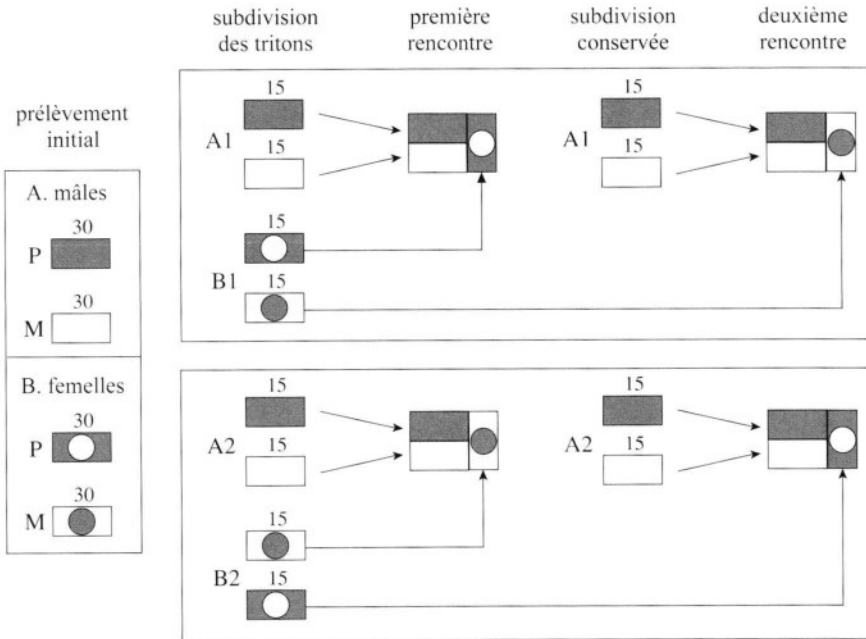 subdivision
des tritons
première
rencontre
subdivision
conservée
deuxième
rencontre
prélèvement
initial
A. mâles
30
P
30
M
B. femelles
30
P
30
M
15
A1
15
15
B1
15
15
A1
15
15
A2
15
15
B2
15
15
A2
15